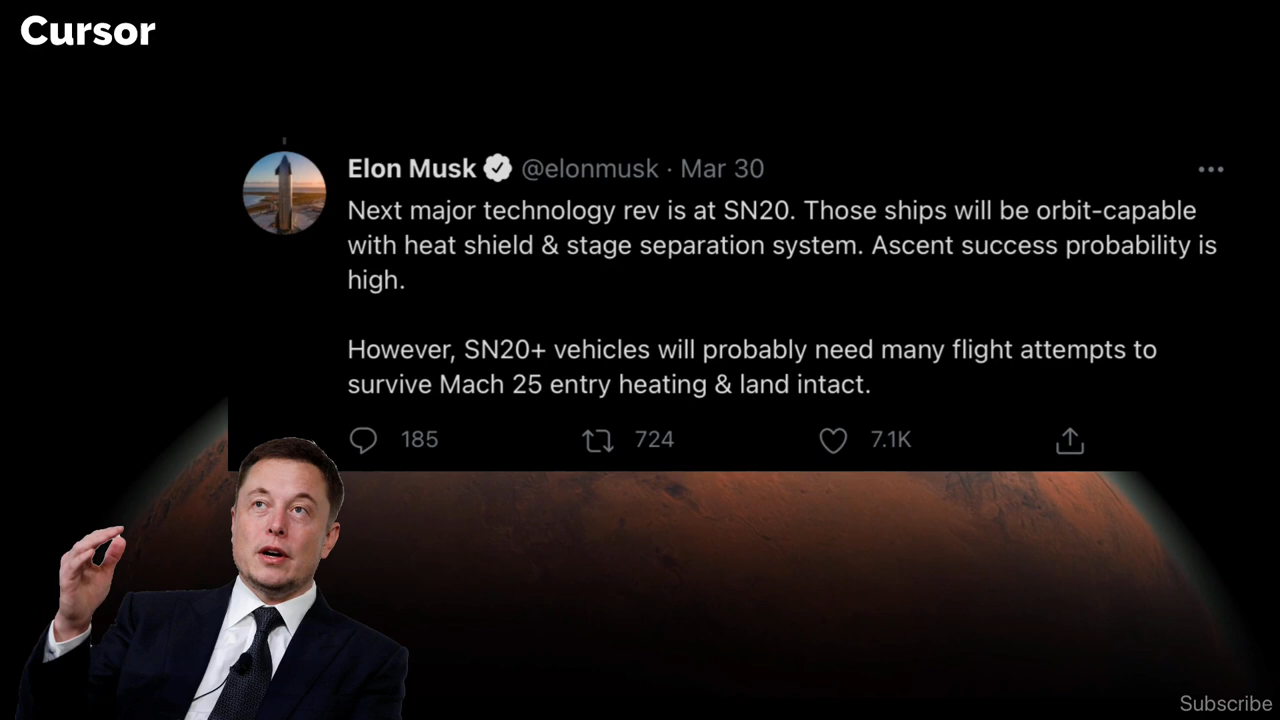 Cursor
Elon Musk @elonmusk · Mar 30
Next major technology rev is at SN20. Those ships will be orbit-capable
with heat shield & stage separation system. Ascent success probability is
high.
However, SN20+ vehicles will probably need many flight attempts to
survive Mach 25 entry heating & land intact.
185 724 7.1K
Subscribe